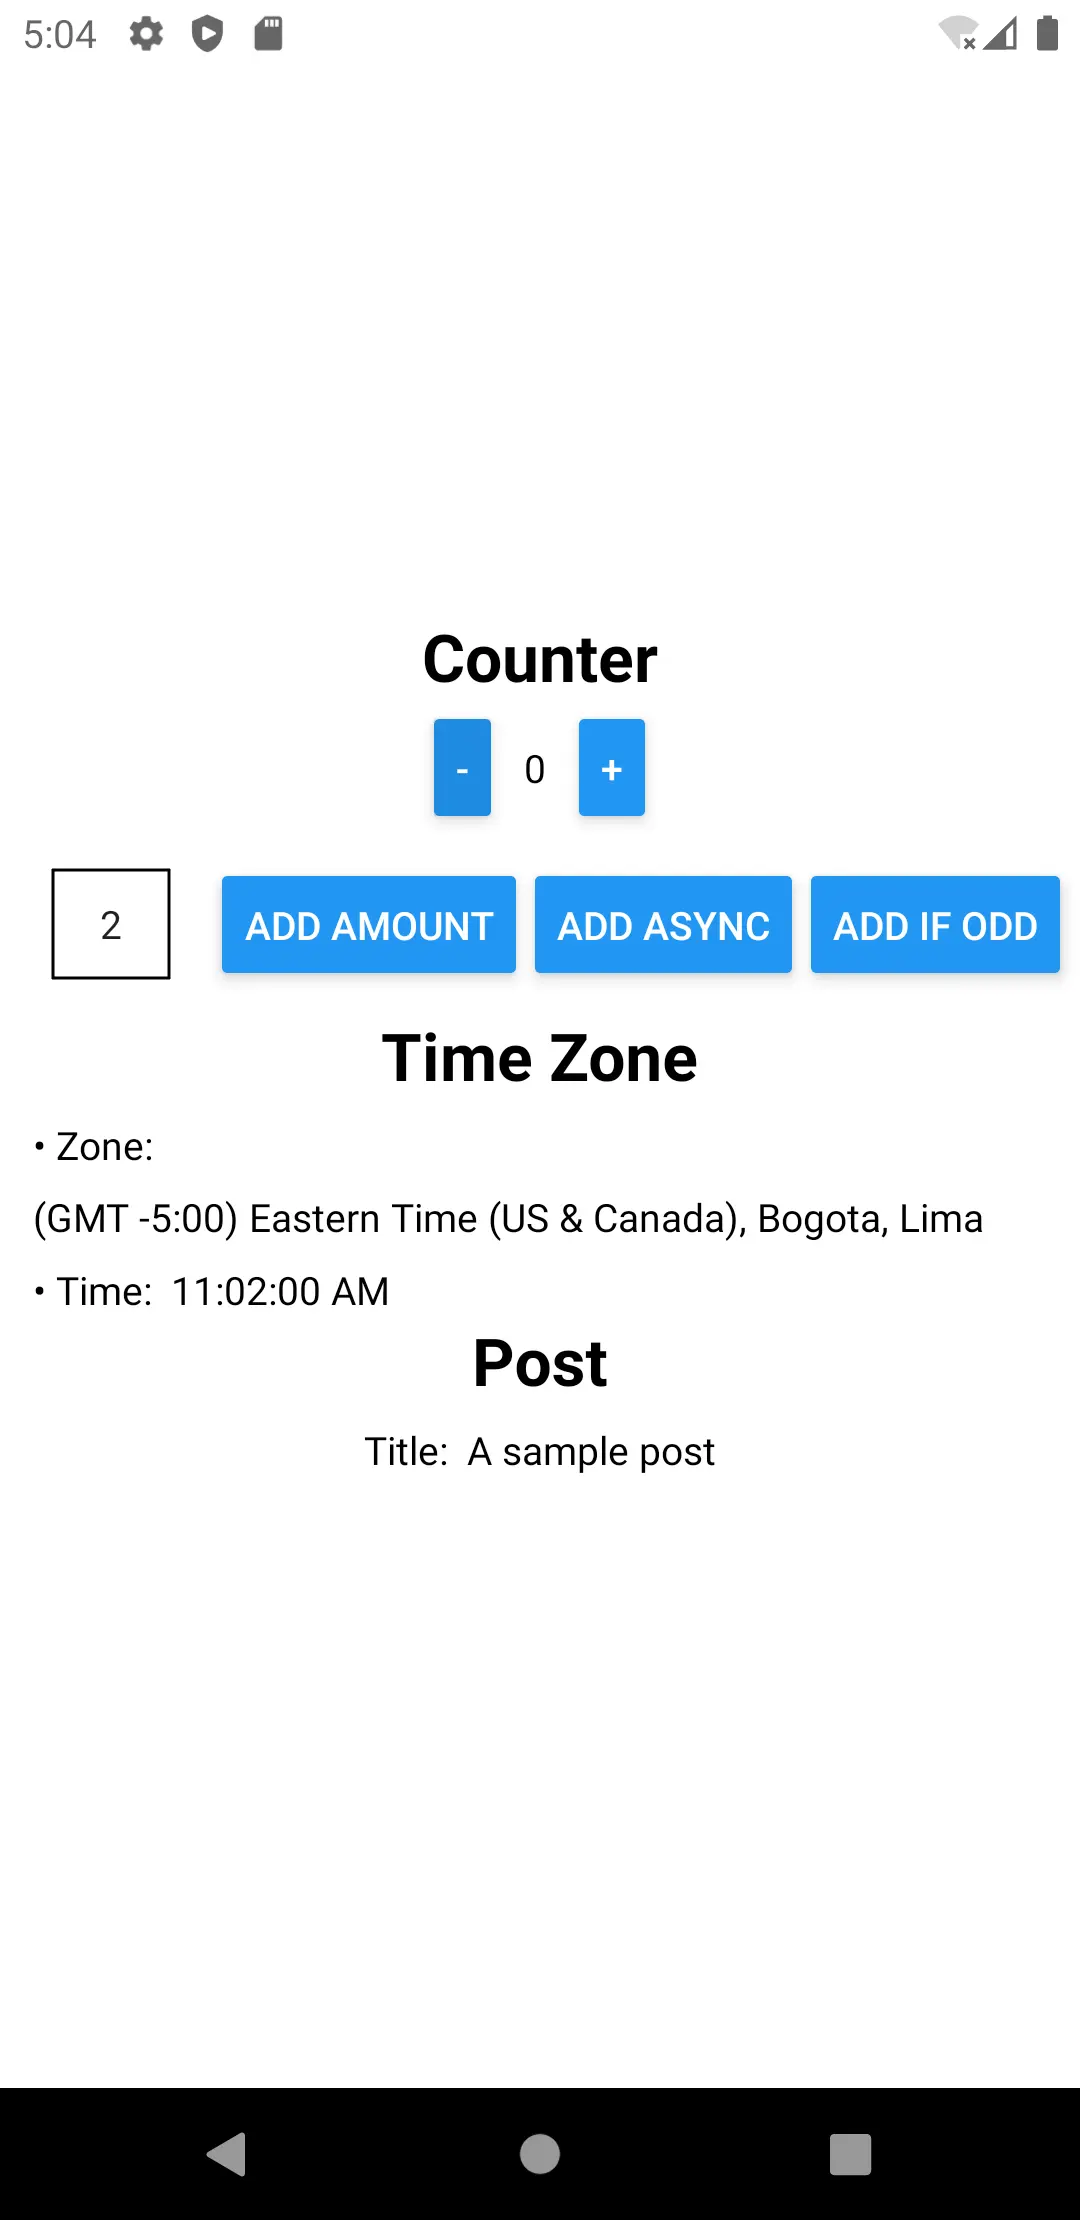 5:04
Counter
- 0 +
2 ADD AMOUNT ADD ASYNC ADD IF ODD
Time Zone
• Zone:
(GMT -5:00) Eastern Time (US & Canada), Bogota, Lima
• Time: 11:02:00 AM
Post
Title: A sample post